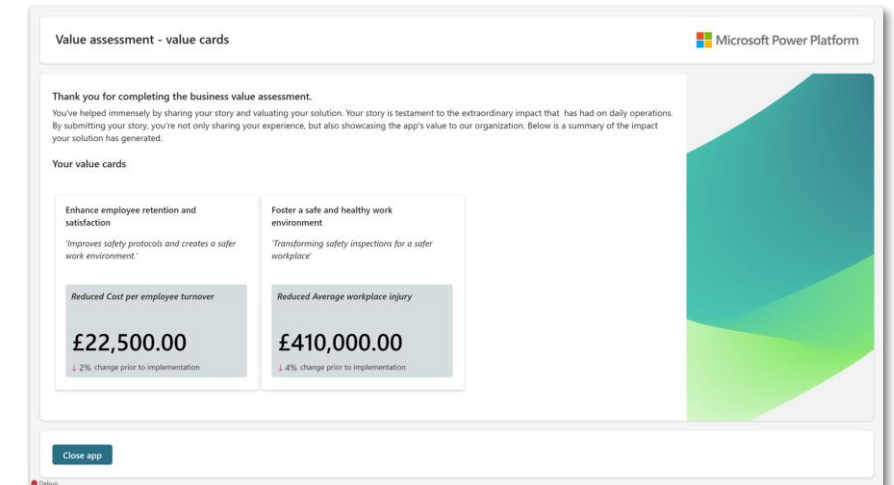 Value assessment - value cards
Microsoft Power Platform
Thank you for completing the business value assessment.
You've helped immensely by sharing your story and valuating your solution. Your story is testament to the extraordinary impact that has had on daily operations.
By submitting your story, you're not only sharing your experience, but also showcasing the app's value to our organization. Below is a summary of the impact
your solution has generated.
Your value cards
Enhance employee retention and
satisfaction
'Improves safety protocols and creates a safer
work environment.'
Reduced Cost per employee turnover
£22,500.00
↓ 2% change prior to implementation
Foster a safe and healthy work
environment
'Transforming safety inspections for a safer
workplace'
Reduced Average workplace injury
£410,000.00
↓ 4% change prior to implementation
Close app
Debug